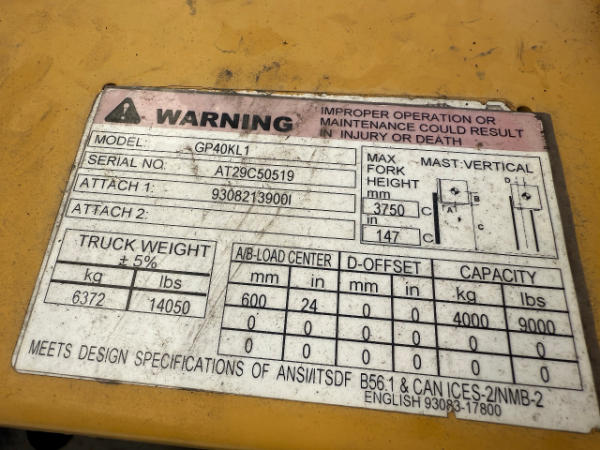 WARNING
IMPROPER OPERATION OR
MAINTENANCE COULD RESULT
IN INJURY OR DEATH
MODEL: GP40KL1
SERIAL NO. AT29C50519
ATTACH 1: 9308213900I
ATTACH 2:
MAX FORK HEIGHT
MAST:VERTICAL
mm
3750 C
in
147 C
A
B
C
D
TRUCK WEIGHT
± 5%
kg lbs
6372 14050
A/B-LOAD CENTER D-OFFSET CAPACITY
mm in mm in kg lbs
600 24 0 0 4000 9000
0 0 0 0 0 0
0 0 0 0 0 0
MEETS DESIGN SPECIFICATIONS OF ANSI/ITSDF B56.1 & CAN ICES-2/NMB-2
ENGLISH 93083-17800